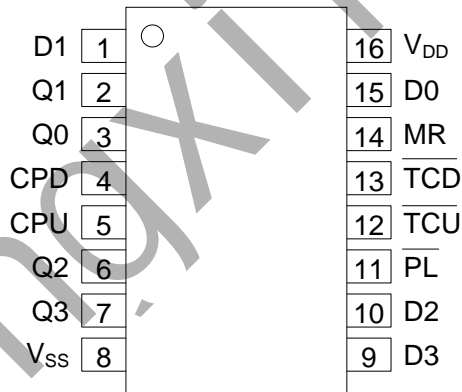 D1 1 16 VDD
Q1 2 15 D0
Q0 3 14 MR
CPD 4 13 TCD
CPU 5 12 TCU
Q2 6 11 PL
Q3 7 10 D2
VSS 8 9 D3